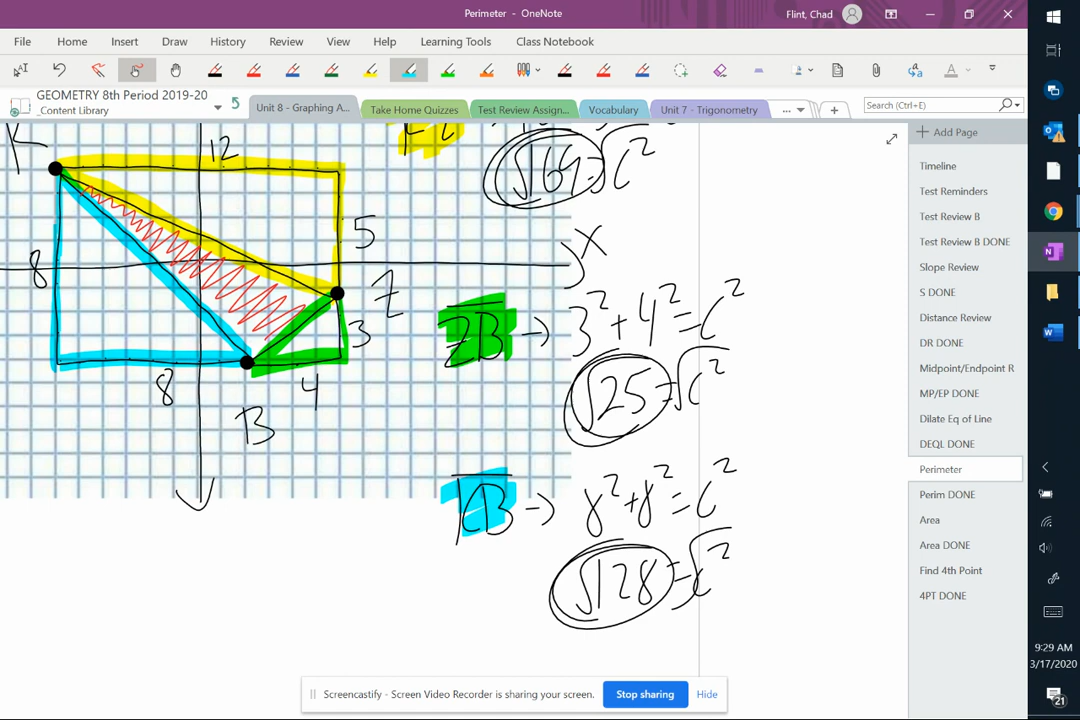 Perimeter - OneNote
Flint, Chad
File Home Insert Draw History Review View Help Learning Tools Class Notebook
GEOMETRY 8th Period 2019-20
_Content Library
Unit 8 - Graphing A...
Take Home Quizzes
Test Review Assign...
Vocabulary
Unit 7 - Trigonometry
...
Search (Ctrl+E)
Add Page
Timeline
Test Reminders
Test Review B
Test Review B DONE
Slope Review
S DONE
Distance Review
DR DONE
Midpoint/Endpoint R
MP/EP DONE
Dilate Eq of Line
DEQL DONE
Perimeter
Perim DONE
Area
Area DONE
Find 4th Point
4PT DONE
K
12
5
8
Z
3
8
4
B
X
√169=√c²
ZB → 3²+4²=c²
√25=√c²
KB → 8²+8²=c²
√128=√c²
Screencastify - Screen Video Recorder is sharing your screen.
Stop sharing
Hide
9:29 AM
3/17/2020
21